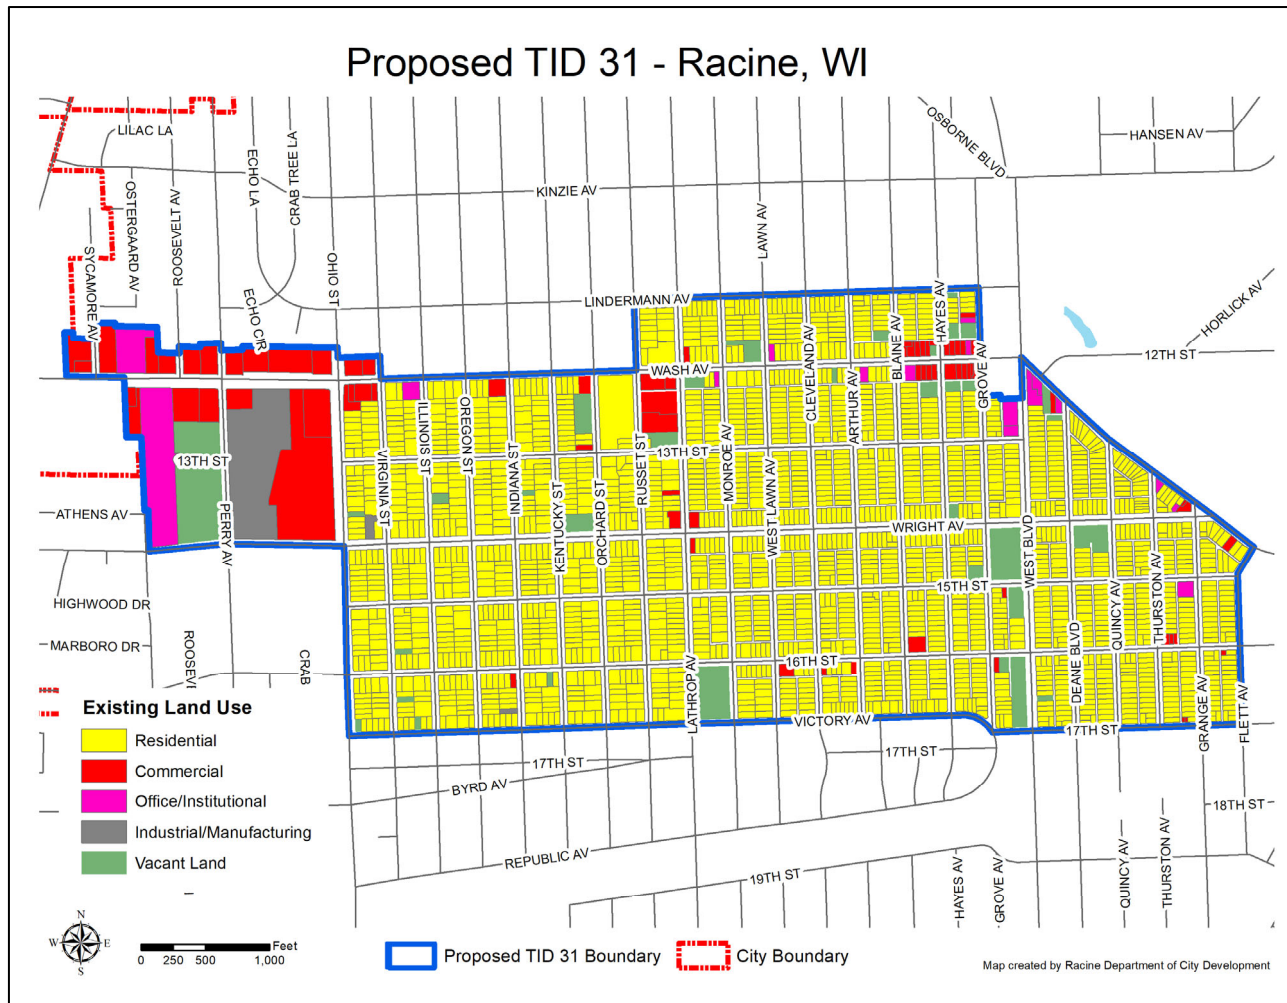 Proposed TID 31 - Racine, WI
LILAC LA
OSTERGAARD AV
SYCAMORE AV
ROOSEVELT AV
ECHO LA
CRAB TREE LA
OHIO ST
ECHO CIR
KINZIE AV
LAWN AV
OSBORNE BLVD
HANSEN AV
HORLICK AV
12TH ST
LINDERMANN AV
WASH AV
CLEVELAND AV
ARTHUR AV
BLAINE AV
HAYES AV
GROVE AV
13TH ST
PERRY AV
ATHENS AV
VIRGINIA ST
ILLINOIS ST
OREGON ST
INDIANA ST
KENTUCKY ST
ORCHARD ST
RUSSET ST
13TH ST
MONROE AV
WEST LAWN AV
WRIGHT AV
WEST BLVD
15TH ST
QUINCY AV
THURSTON AV
DEANE BLVD
GRANGE AV
FLETT AV
16TH ST
LATHROP AV
VICTORY AV
17TH ST
HIGHWOOD DR
MARBORO DR
ROOSEVE
CRAB
17TH ST
17TH ST
BYRD AV
REPUBLIC AV
19TH ST
18TH ST
HAYES AV
GROVE AV
QUINCY AV
THURSTON AV
Existing Land Use
Residential
Commercial
Office/Institutional
Industrial/Manufacturing
Vacant Land
N
W E
S
Feet
0 250 500 1,000
Proposed TID 31 Boundary
City Boundary
Map created by Racine Department of City Development